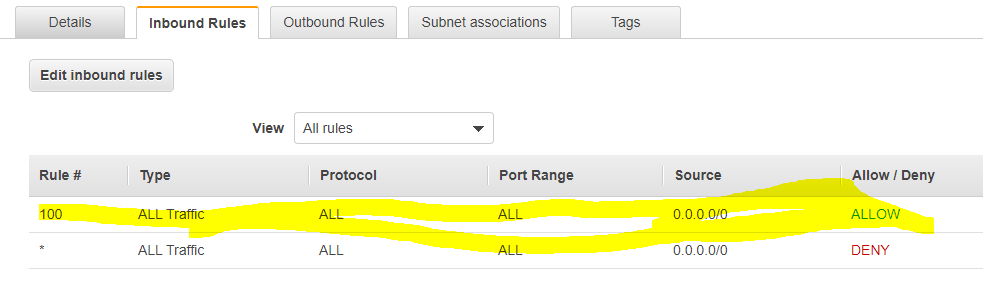 Details Inbound Rules Outbound Rules Subnet associations Tags
Edit inbound rules
View All rules
Rule # Type Protocol Port Range Source Allow / Deny
100 ALL Traffic ALL ALL 0.0.0.0/0 ALLOW
* ALL Traffic ALL ALL 0.0.0.0/0 DENY